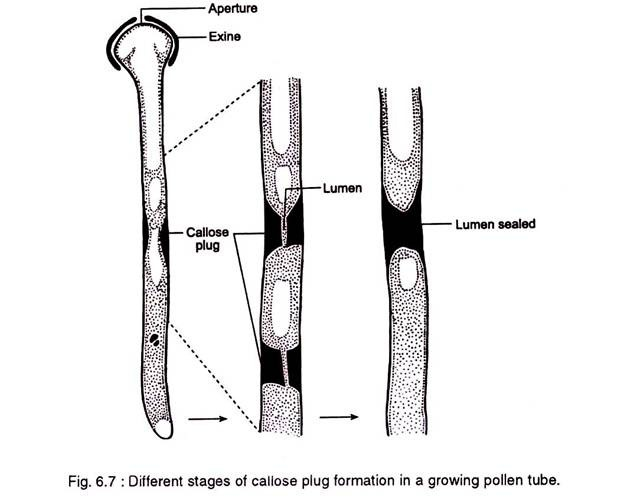 Aperture
Exine
Lumen
Callose
plug
Lumen sealed
Fig. 6.7 : Different stages of callose plug formation in a growing pollen tube.